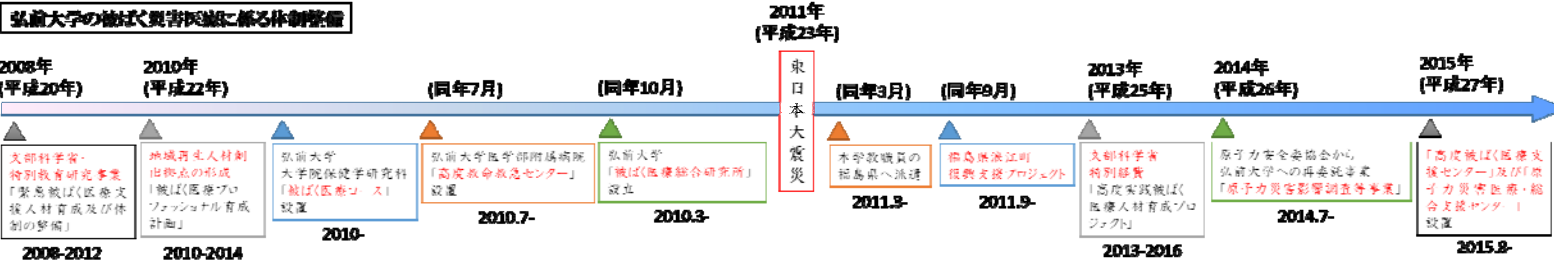 弘前大学の被ばく災害医療に係る体制整備
2008年
(平成20年)
2010年
(平成22年)
(同年7月)
(同年10月)
2011年
(平成23年)
東日本大震災
(同年3月)
(同年9月)
2013年
(平成25年)
2014年
(平成26年)
2015年
(平成27年)
文部科学省・
特別教育研究事業
「緊急被ばく医療支
援人材育成及び体
制の整備」
2008-2012
地域再生人材創
出拠点の形成
「被ばく医療プロ
フェッショナル育成
計画」
2010-2014
弘前大学
大学院保健学研究科
「被ばく医療コース」
設置
2010-
弘前大学医学部附属病院
「高度救命救急センター」
設置
2010.7-
弘前大学
「被ばく医療総合研究所」
設立
2010.3-
本学教職員の
福島県へ派遣
2011.3-
福島県浪江町
復興支援プロジェクト
2011.9-
文部科学省
特別経費
「高度実践被ばく
医療人材育成プロ
ジェクト」
2013-2016
原子力安全委協会から
弘前大学への再委託事業
「原子力災害影響調査等事業」
2014.7-
「高度被ばく医療支
援センター」及び「原
子力災害医療・総
合支援センター」
設置
2015.8-